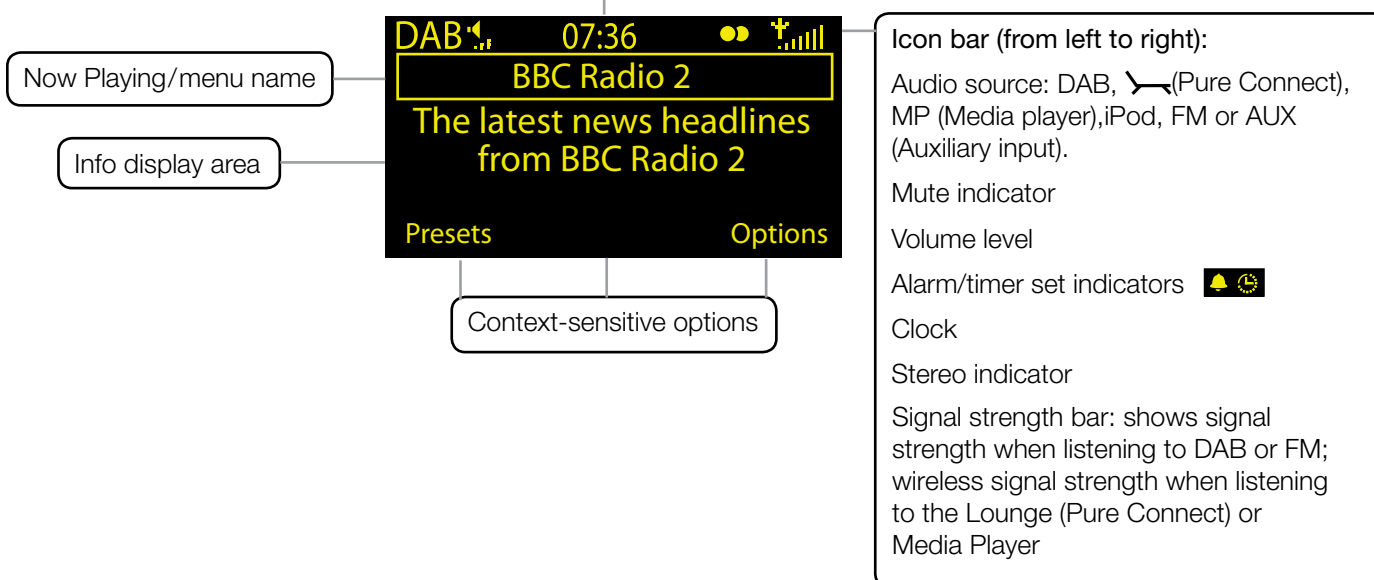 DAB 07:36
BBC Radio 2
The latest news headlines
from BBC Radio 2
Presets Options
Now Playing/menu name
Info display area
Context-sensitive options
Icon bar (from left to right):
Audio source: DAB, (Pure Connect),
MP (Media player),iPod, FM or AUX
(Auxiliary input).
Mute indicator
Volume level
Alarm/timer set indicators
Clock
Stereo indicator
Signal strength bar: shows signal
strength when listening to DAB or FM;
wireless signal strength when listening
to the Lounge (Pure Connect) or
Media Player